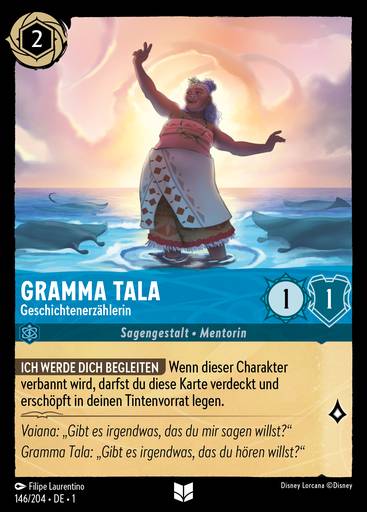 2
GRAMMA TALA
Geschichtenerzählerin
1
1
Sagengestalt • Mentorin
ICH WERDE DICH BEGLEITEN Wenn dieser Charakter
verbannt wird, darfst du diese Karte verdeckt und
erschöpft in deinen Tintenvorrat legen.
Vaiana: „Gibt es irgendwas, das du mir sagen willst?“
Gramma Tala: „Gibt es irgendwas, das du hören willst?“
Filipe Laurentino
146/204 • DE • 1
Disney Lorcana ©Disney